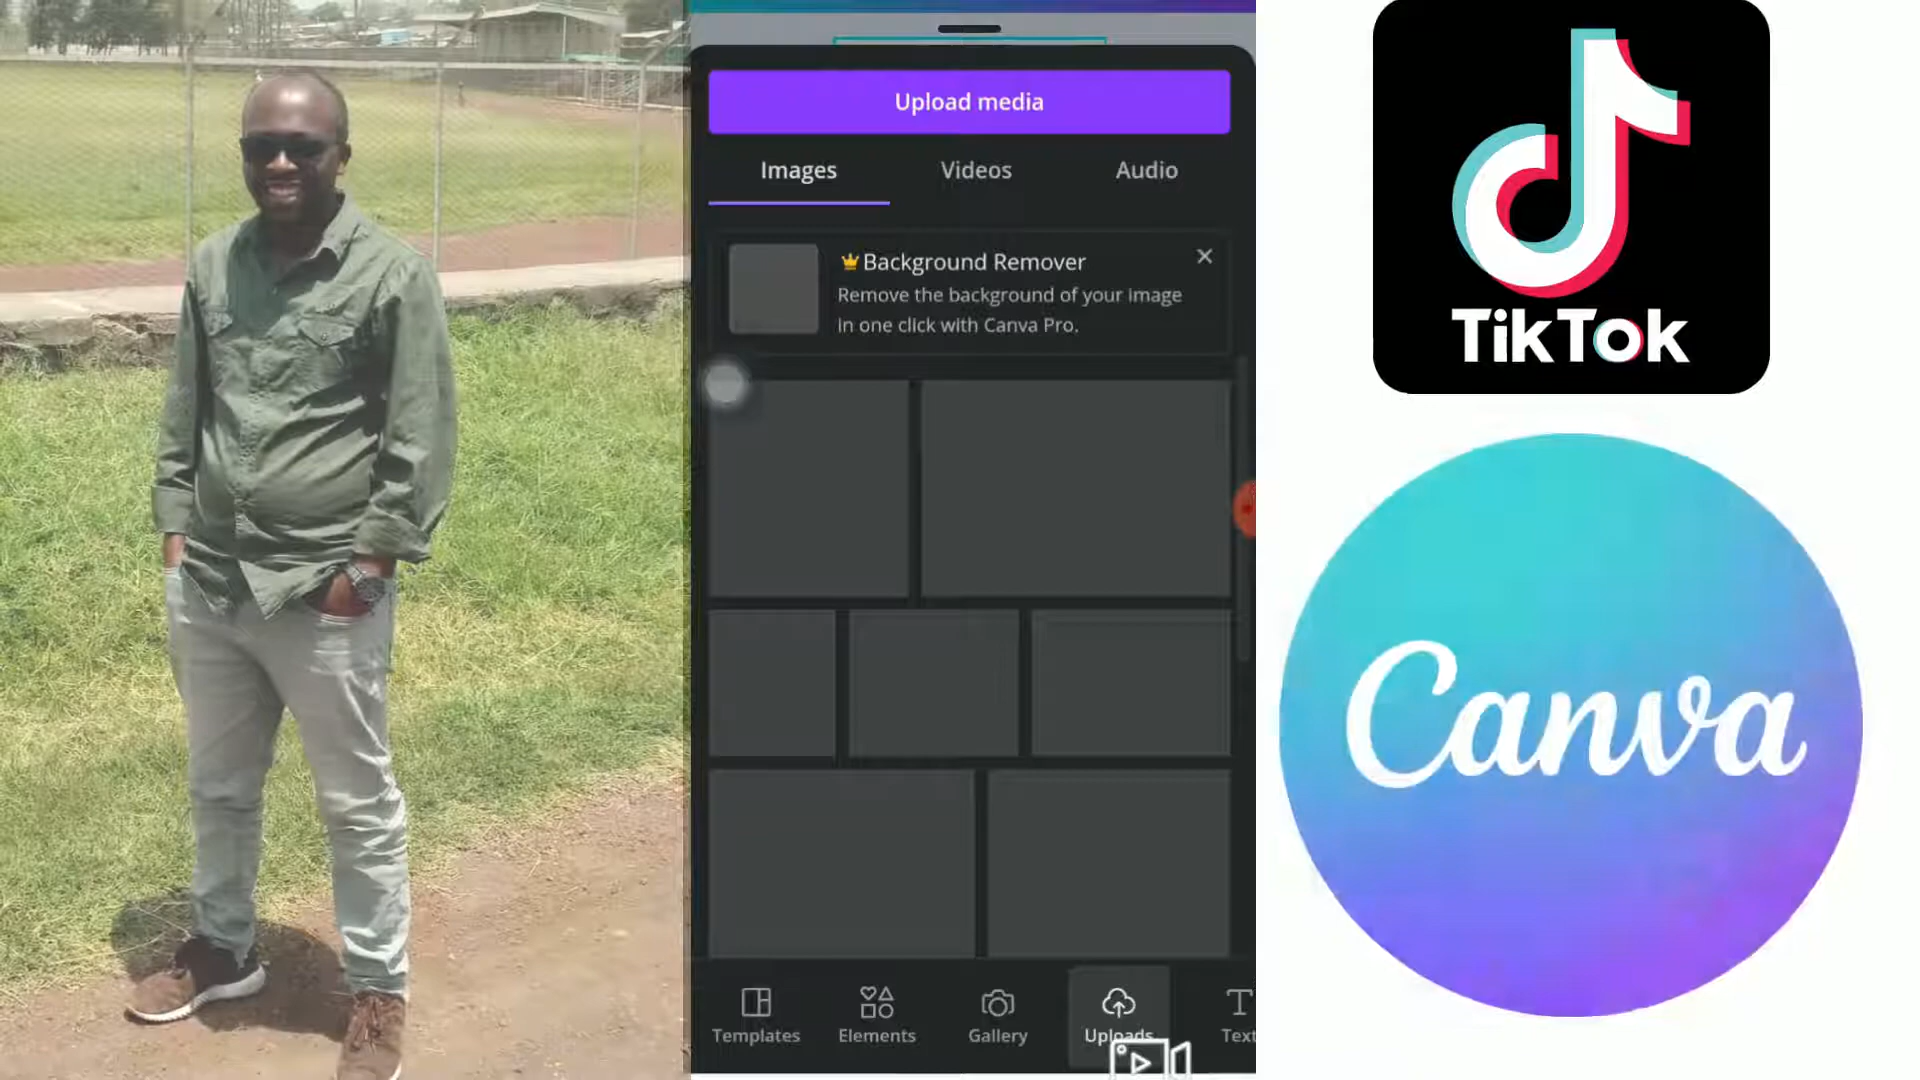 Upload media
Images
Videos
Audio
Background Remover
Remove the background of your image
in one click with Canva Pro.
Templates
Elements
Gallery
Uploads
Text
TikTok
Canva